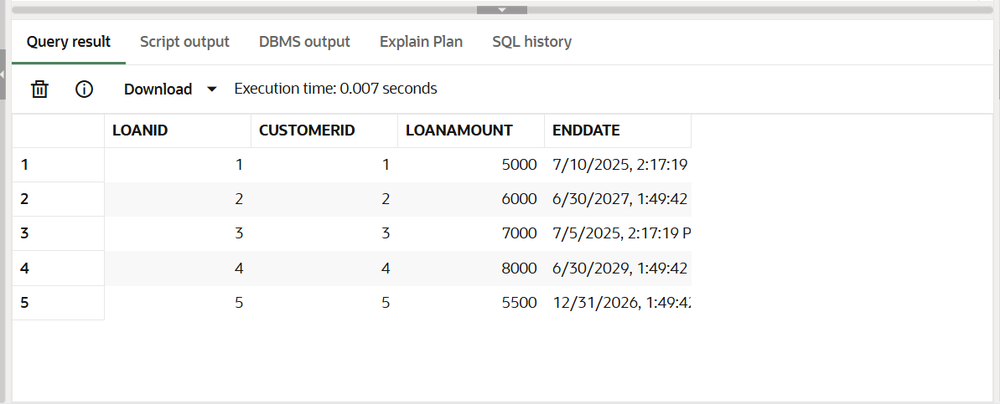 Query result Script output DBMS output Explain Plan SQL history
Download Execution time: 0.007 seconds
LOANID CUSTOMERID LOANAMOUNT ENDDATE
1 1 1 5000 7/10/2025, 2:17:19
2 2 2 6000 6/30/2027, 1:49:42
3 3 3 7000 7/5/2025, 2:17:19 P
4 4 4 8000 6/30/2029, 1:49:42
5 5 5 5500 12/31/2026, 1:49:42